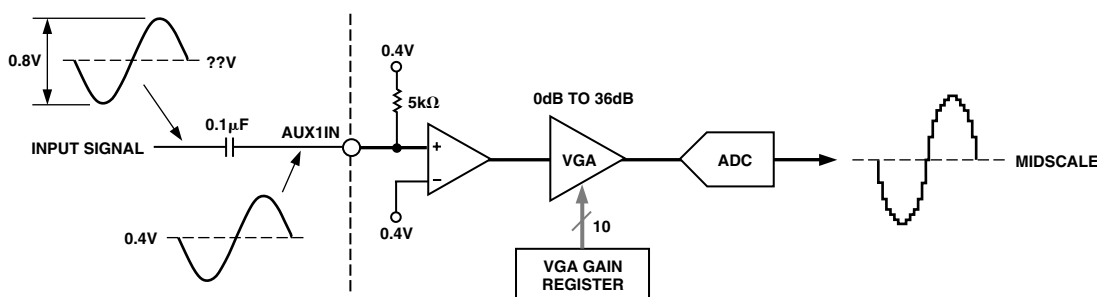 0.8V
??V
INPUT SIGNAL
0.1μF
AUX1IN
0.4V
0.4V
5kΩ
+
−
0.4V
0dB TO 36dB
VGA
10
VGA GAIN
REGISTER
ADC
MIDSCALE